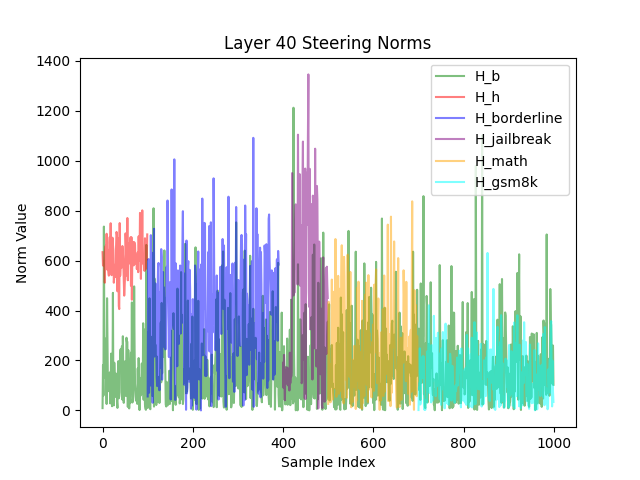 Layer 40 Steering Norms
1400
1200
1000
800
600
400
200
0
Norm Value
0
200
400
600
800
1000
Sample Index
H_b
H_h
H_borderline
H_jailbreak
H_math
H_gsm8k